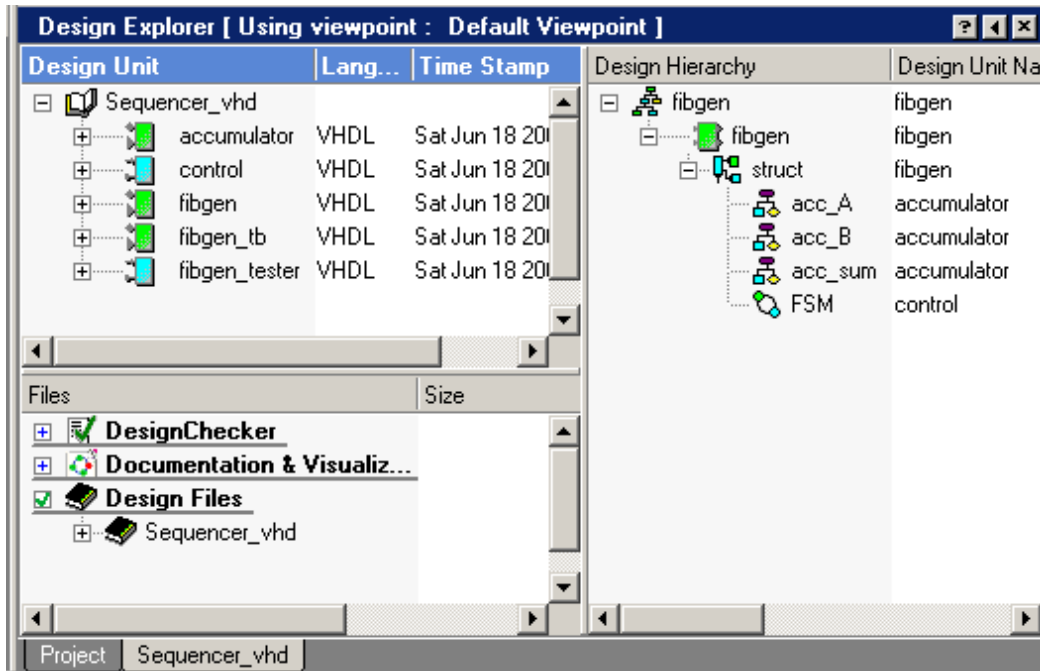 Design Explorer [ Using viewpoint : Default Viewpoint ]
Design Unit Lang... Time Stamp
Sequencer_vhd
accumulator VHDL Sat Jun 18 20
control VHDL Sat Jun 18 20
fibgen VHDL Sat Jun 18 20
fibgen_tb VHDL Sat Jun 18 20
fibgen_tester VHDL Sat Jun 18 20
Files Size
DesignChecker
Documentation & Visualiz...
Design Files
Sequencer_vhd
Design Hierarchy Design Unit Na
fibgen fibgen
fibgen fibgen
struct fibgen
acc_A accumulator
acc_B accumulator
acc_sum accumulator
FSM control
Project Sequencer_vhd